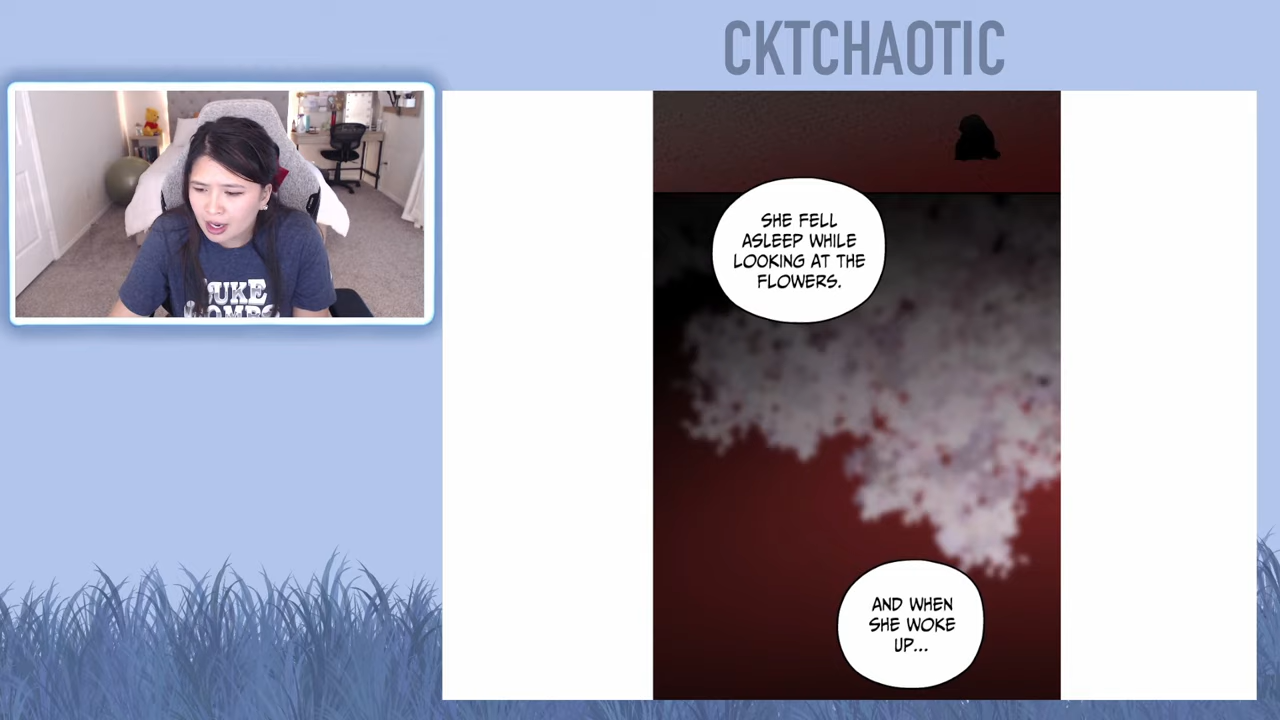 CKTCHAOTIC
SHE FELL
ASLEEP WHILE
LOOKING AT THE
FLOWERS.
AND WHEN
SHE WOKE
UP...